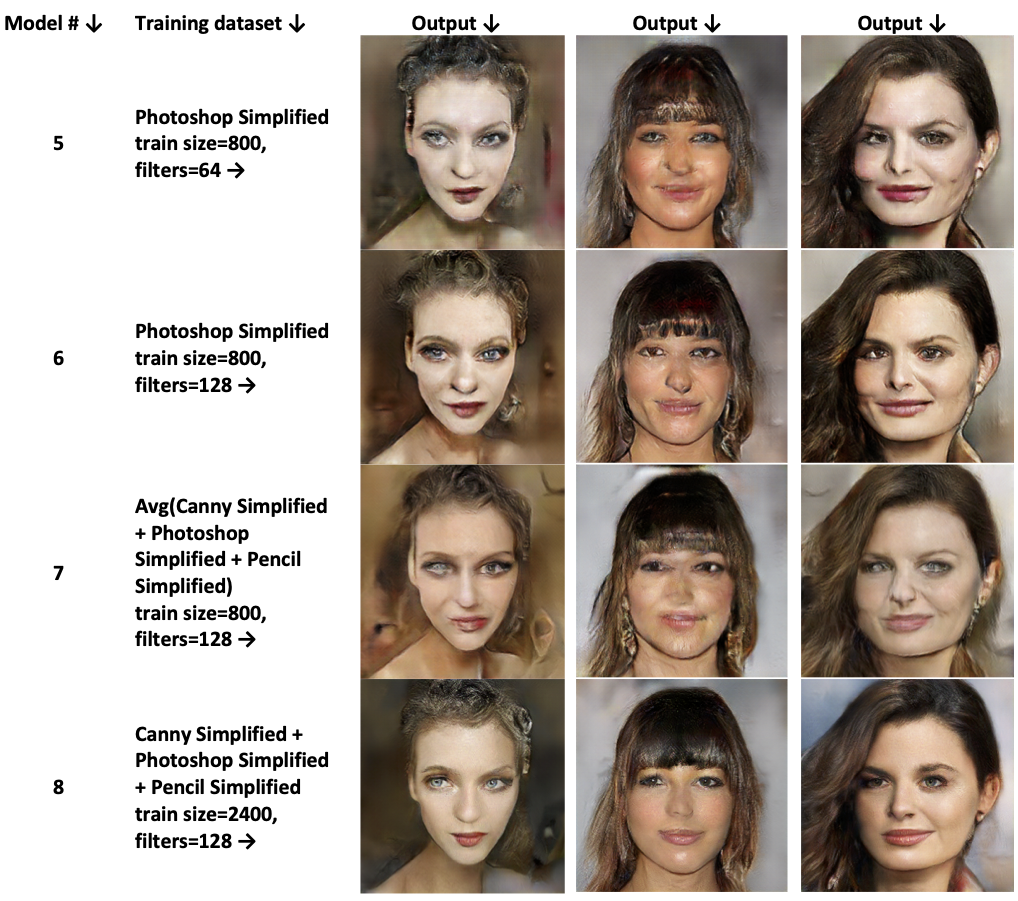 Model # ↓ Training dataset ↓ Output ↓ Output ↓ Output ↓
5
Photoshop Simplified
train size=800,
filters=64 →
6
Photoshop Simplified
train size=800,
filters=128 →
7
Avg(Canny Simplified
+ Photoshop
Simplified + Pencil
Simplified)
train size=800,
filters=128 →
8
Canny Simplified +
Photoshop Simplified
+ Pencil Simplified
train size=2400,
filters=128 →